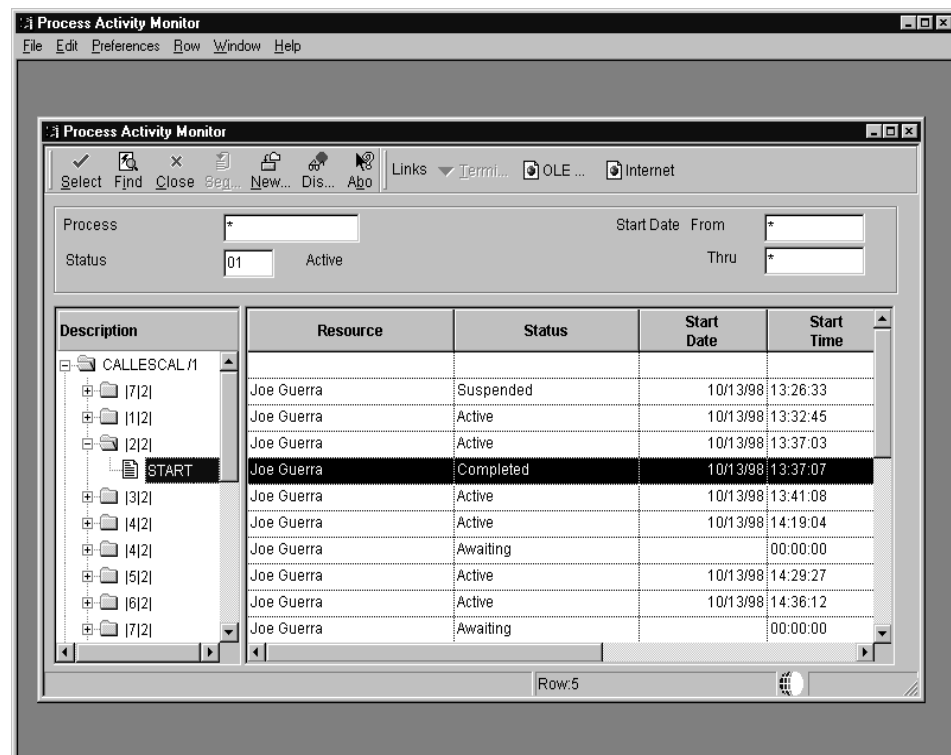 Process Activity Monitor
File Edit Preferences Row Window Help
Process Activity Monitor
Select Find Close Seq... New... Dis... Abo Links Termi... OLE ... Internet
Process * Start Date From *
Status 01 Active Thru *
Description Resource Status Start Date Start Time
CALLESCAL /1
|7|2| Joe Guerra Suspended 10/13/98 13:26:33
|1|2| Joe Guerra Active 10/13/98 13:32:45
|2|2| Joe Guerra Active 10/13/98 13:37:03
START Joe Guerra Completed 10/13/98 13:37:07
|3|2| Joe Guerra Active 10/13/98 13:41:08
|4|2| Joe Guerra Active 10/13/98 14:19:04
|4|2| Joe Guerra Awaiting 00:00:00
|5|2| Joe Guerra Active 10/13/98 14:29:27
|6|2| Joe Guerra Active 10/13/98 14:36:12
|7|2| Joe Guerra Awaiting 00:00:00
Row:5